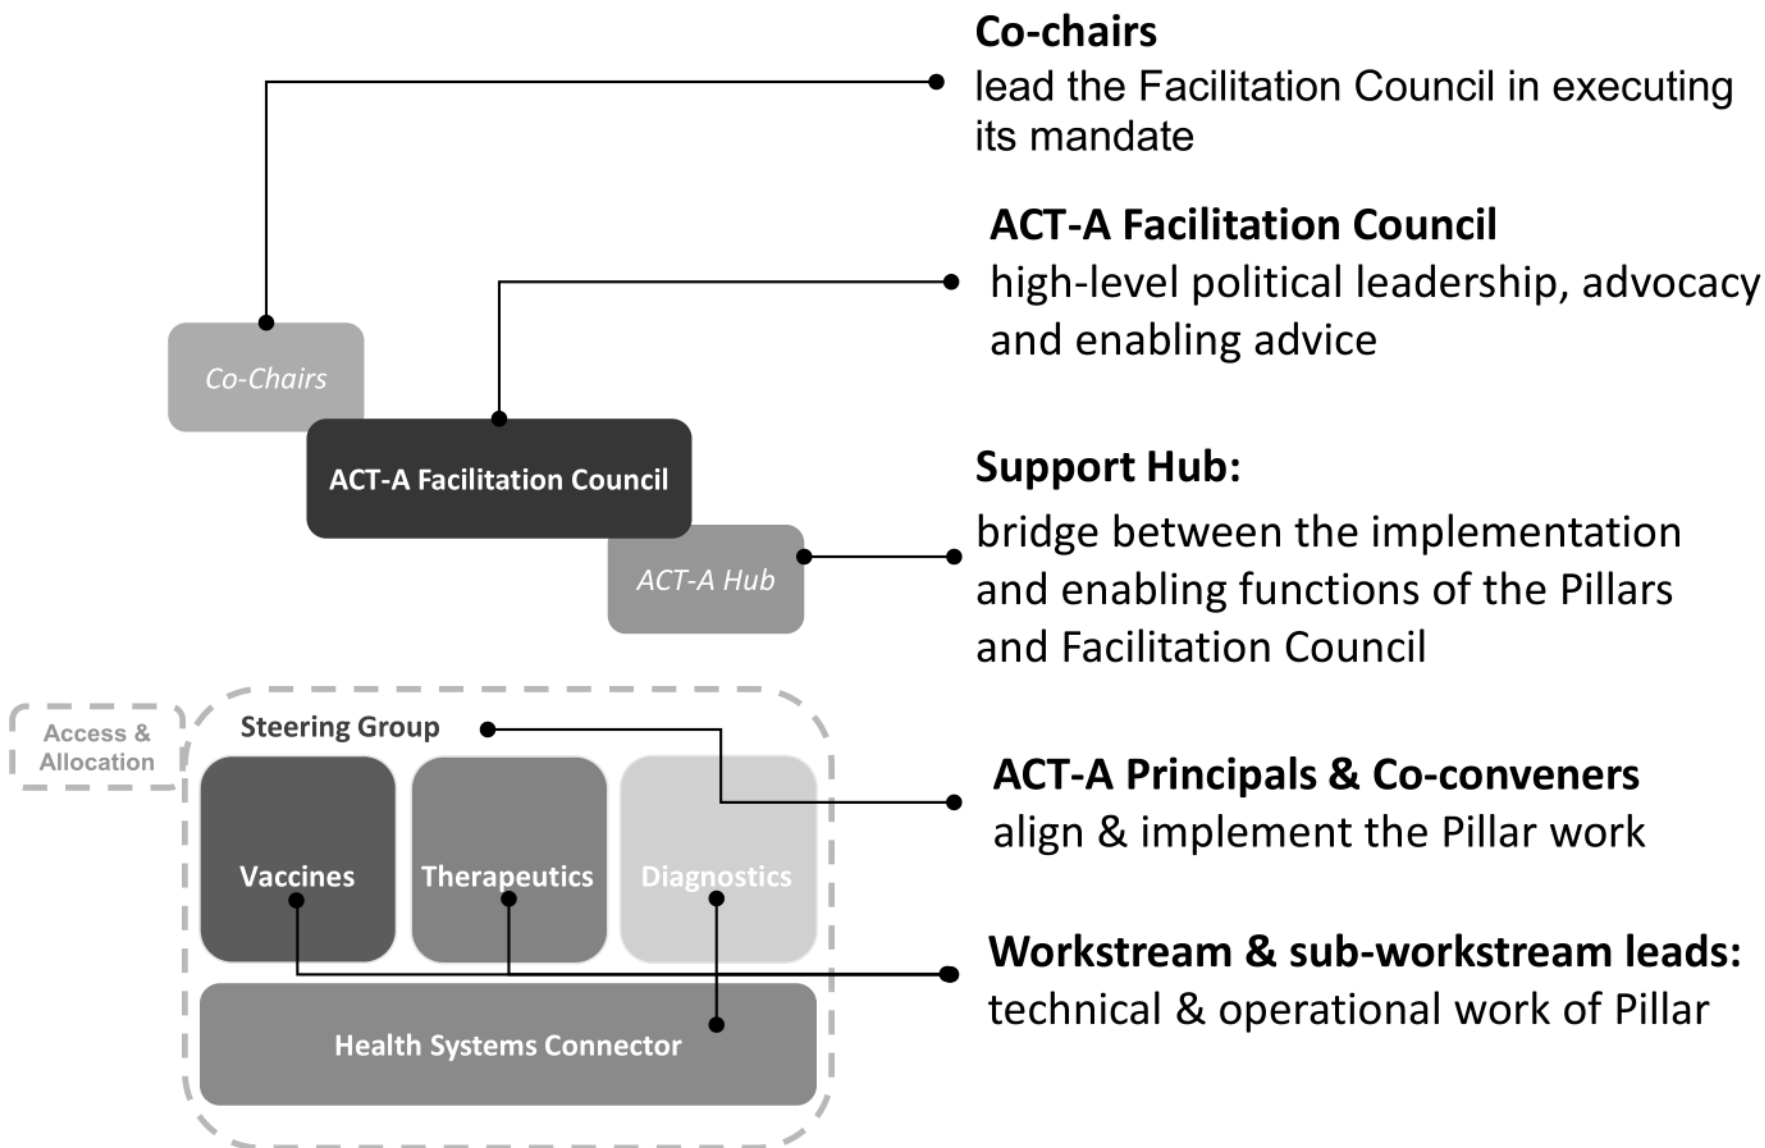 Co-chairs
lead the Facilitation Council in executing
its mandate
ACT-A Facilitation Council
high-level political leadership, advocacy
and enabling advice
Co-Chairs
ACT-A Facilitation Council
Support Hub:
bridge between the implementation
and enabling functions of the Pillars
and Facilitation Council
ACT-A Hub
Access &
Allocation
Steering Group
ACT-A Principals & Co-conveners
align & implement the Pillar work
Vaccines
Therapeutics
Diagnostics
Workstream & sub-workstream leads:
technical & operational work of Pillar
Health Systems Connector